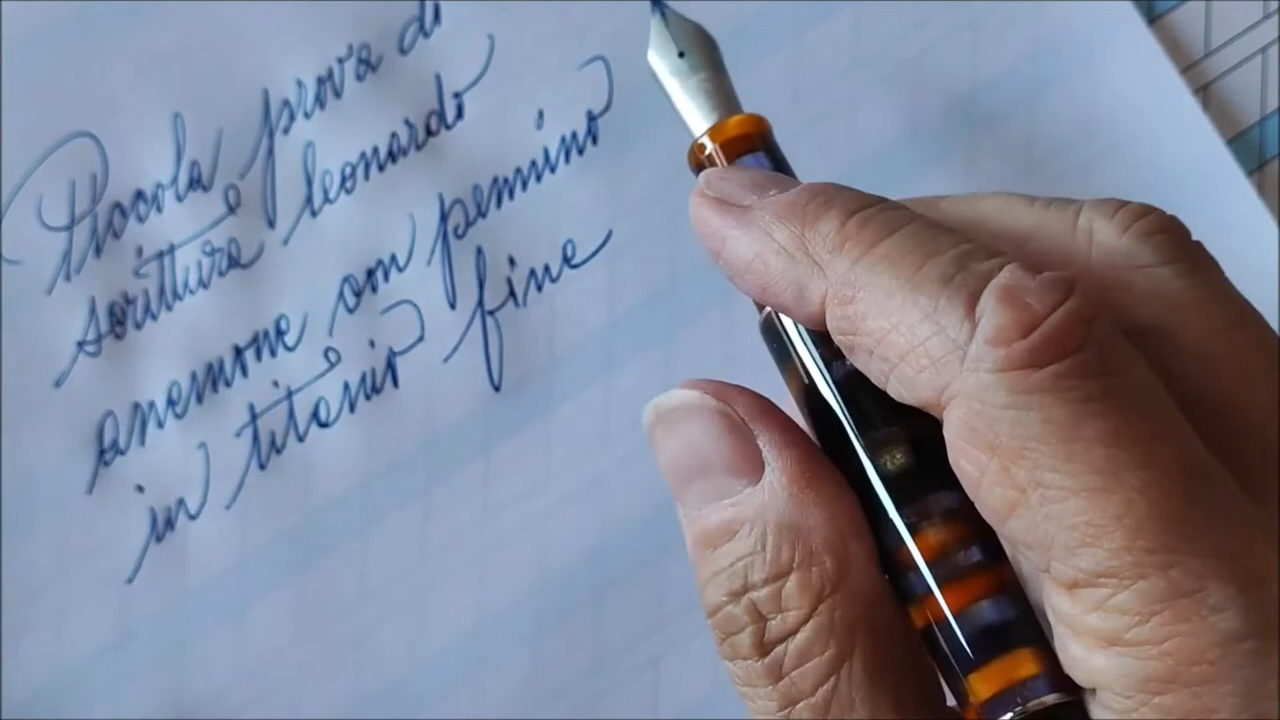 Piccola prova di
scrittura leonardo
anemone con pennino
in titanio fine